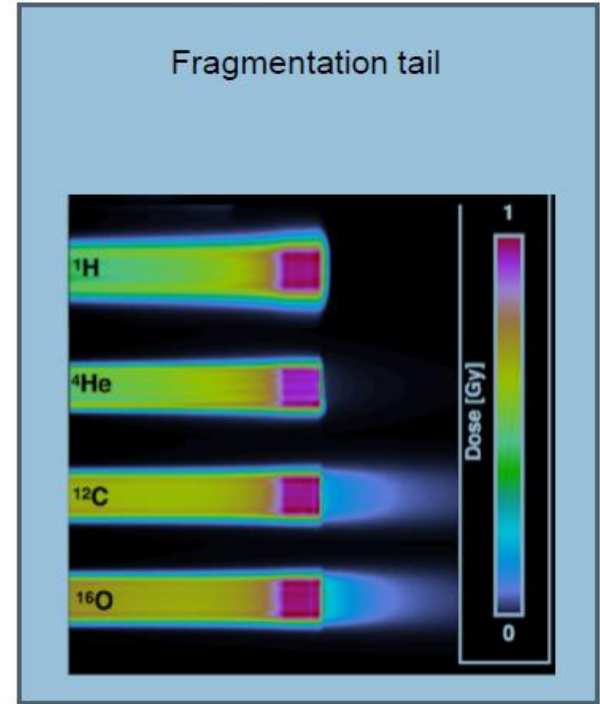 Fragmentation tail
1
¹H
⁴He
Dose [Gy]
¹²C
¹⁶O
0